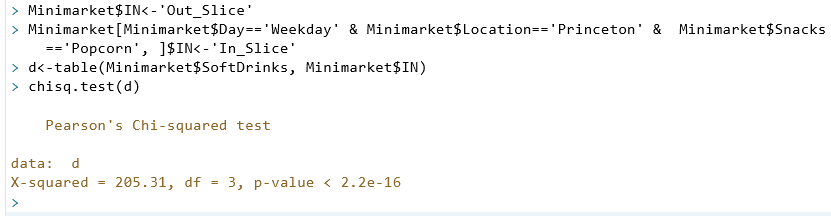 > Minimarket$IN<-'Out_Slice'
> Minimarket[Minimarket$Day=='Weekday' & Minimarket$Location=='Princeton' &  Minimarket$Snacks
=='Popcorn', ]$IN<-'In_Slice'
> d<-table(Minimarket$SoftDrinks, Minimarket$IN)
> chisq.test(d)
Pearson's Chi-squared test
data:  d
X-squared = 205.31, df = 3, p-value < 2.2e-16
>